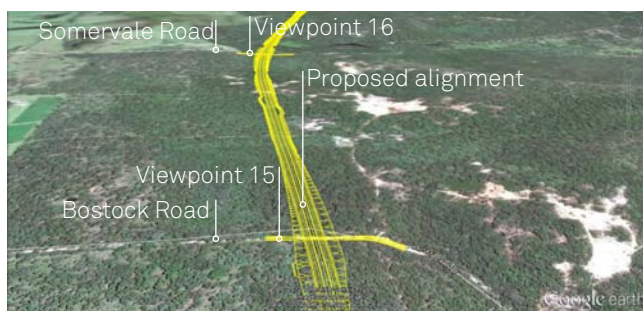 Somervale Road
Viewpoint 16
Proposed alignment
Viewpoint 15
Bostock Road
Google earth